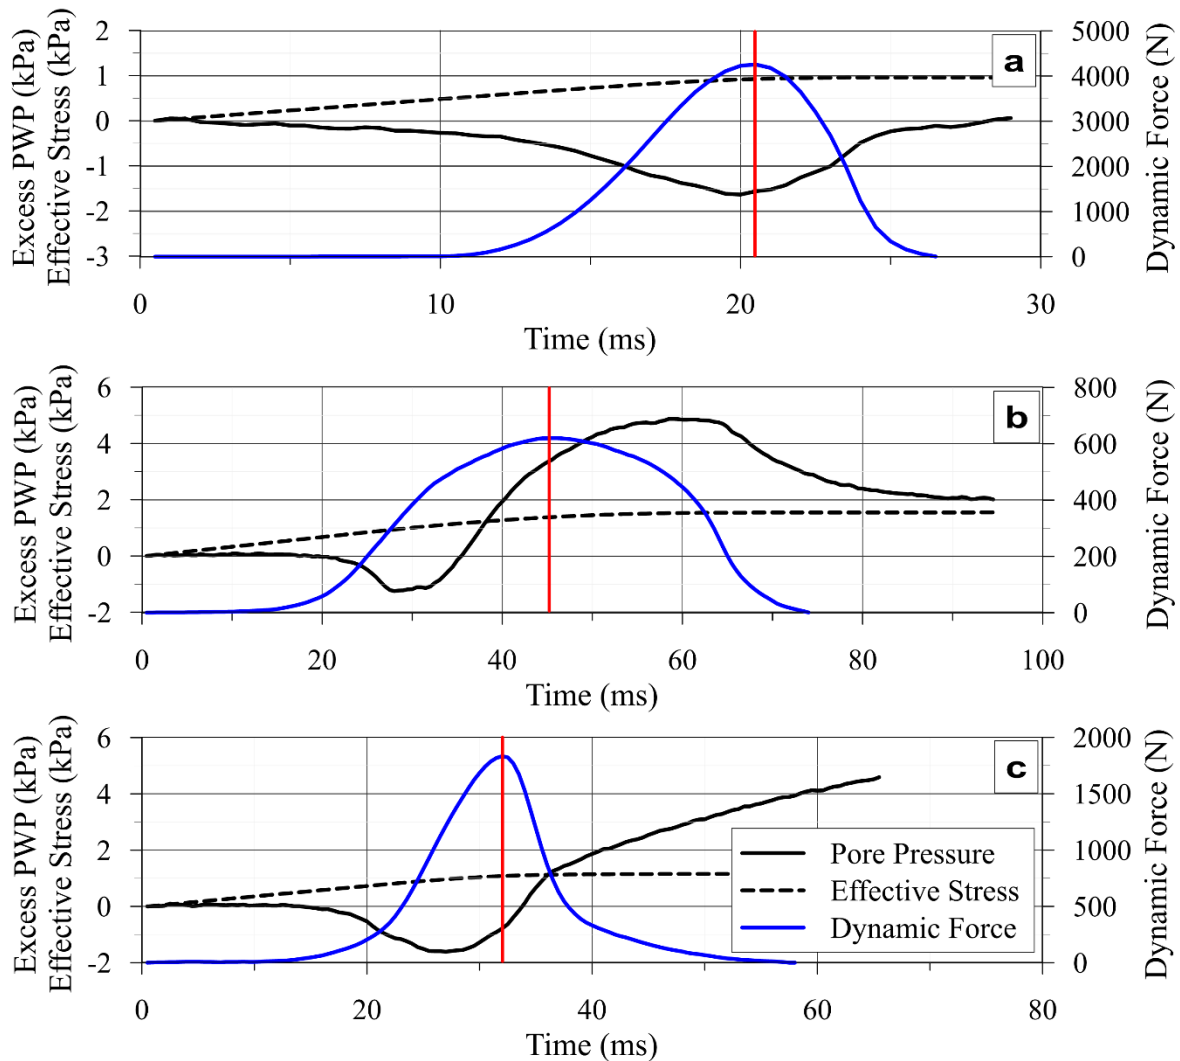 Excess PWP (kPa)
Effective Stress (kPa)
2
1
0
-1
-2
-3
a
5000
4000
3000
2000
1000
0
Dynamic Force (N)
0 10 20 30
Time (ms)
Excess PWP (kPa)
Effective Stress (kPa)
6
4
2
0
-2
b
800
600
400
200
0
Dynamic Force (N)
0 20 40 60 80 100
Time (ms)
Excess PWP (kPa)
Effective Stress (kPa)
6
4
2
0
-2
c
Pore Pressure
Effective Stress
Dynamic Force
2000
1500
1000
500
0
Dynamic Force (N)
0 20 40 60 80
Time (ms)